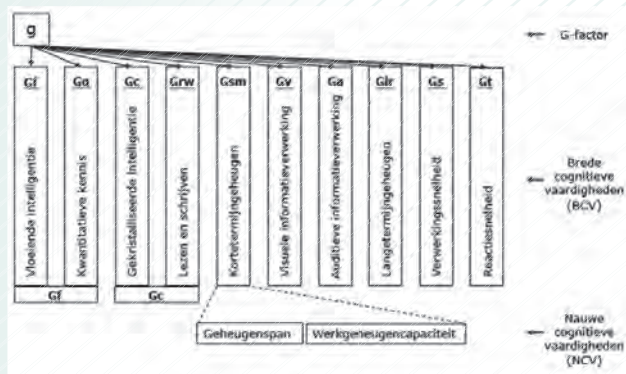 g
G-factor
Gf
Gq
Gc
Grw
Gsm
Gv
Ga
Glr
Gs
Gt
Vloeiende intelligentie
Kwantitatieve kennis
Gekristalliseerde intelligentie
Lezen en schrijven
Kortetermijngeheugen
Visuele informatieverwerking
Auditieve informatieverwerking
Langetermijngeheugen
Verwerkingssnelheid
Reactiesnelheid
Brede
cognitieve
vaardigheden
(BCV)
Gf
Gc
Geheugenspan
Werkgeheugencapaciteit
Nauwe
cognitieve
vaardigheden
(NCV)